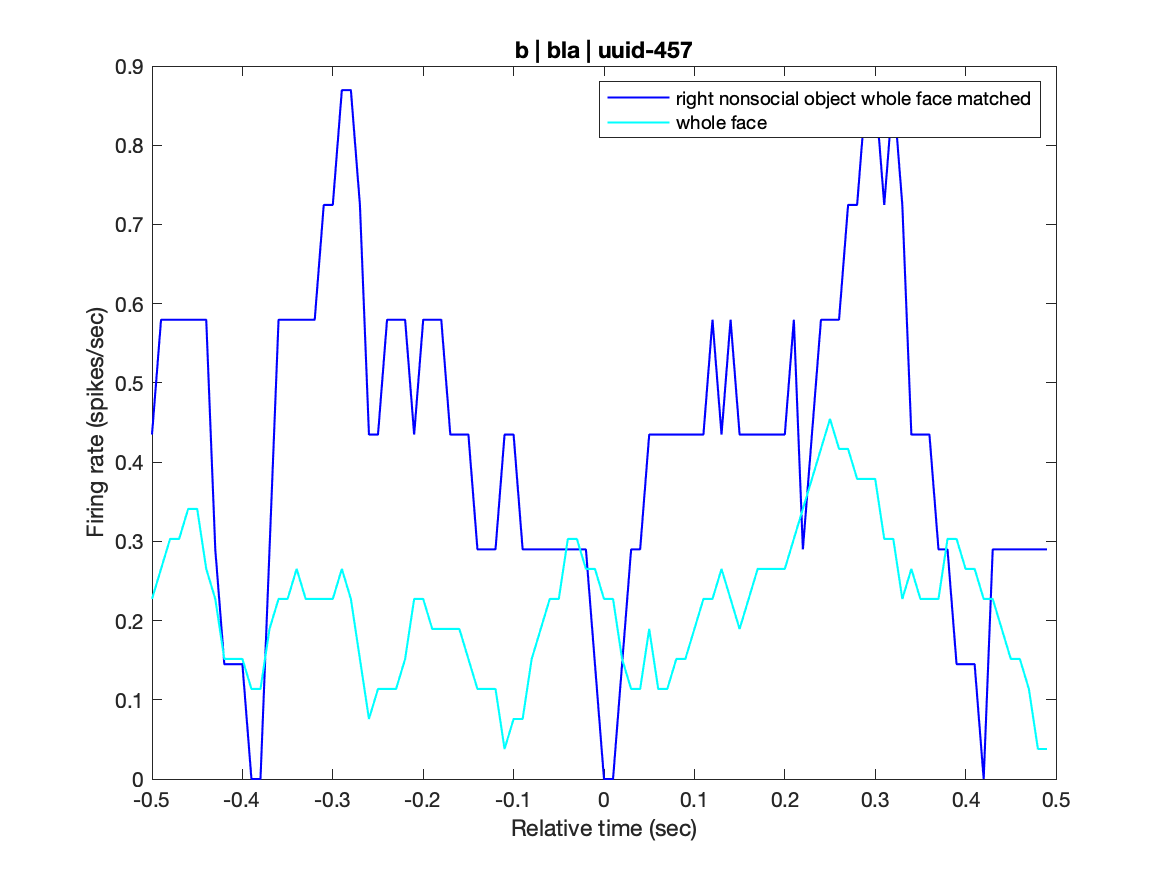 b | bla | uuid-457
right nonsocial object whole face matched
whole face
Firing rate (spikes/sec)
0.9
0.8
0.7
0.6
0.5
0.4
0.3
0.2
0.1
0
-0.5 -0.4 -0.3 -0.2 -0.1 0 0.1 0.2 0.3 0.4 0.5
Relative time (sec)